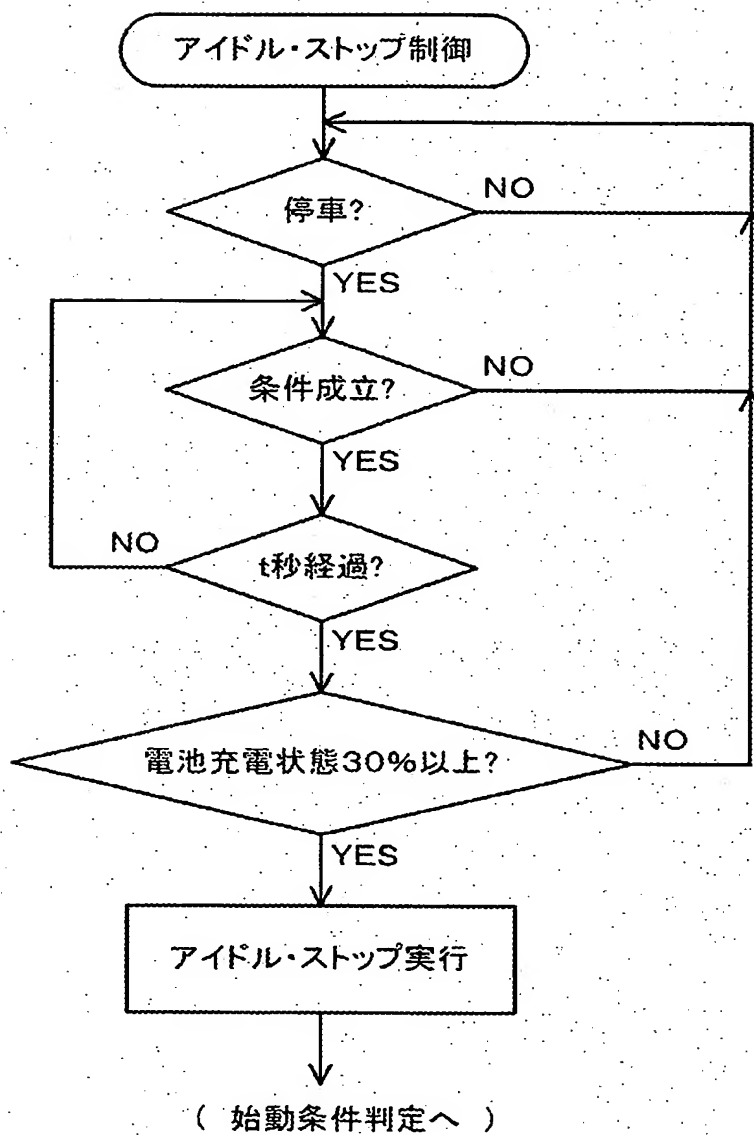 アイドル・ストップ制御
停車?
NO
YES
条件成立?
NO
YES
NO
t秒経過?
YES
電池充電状態30%以上?
NO
YES
アイドル・ストップ実行
( 始動条件判定へ )